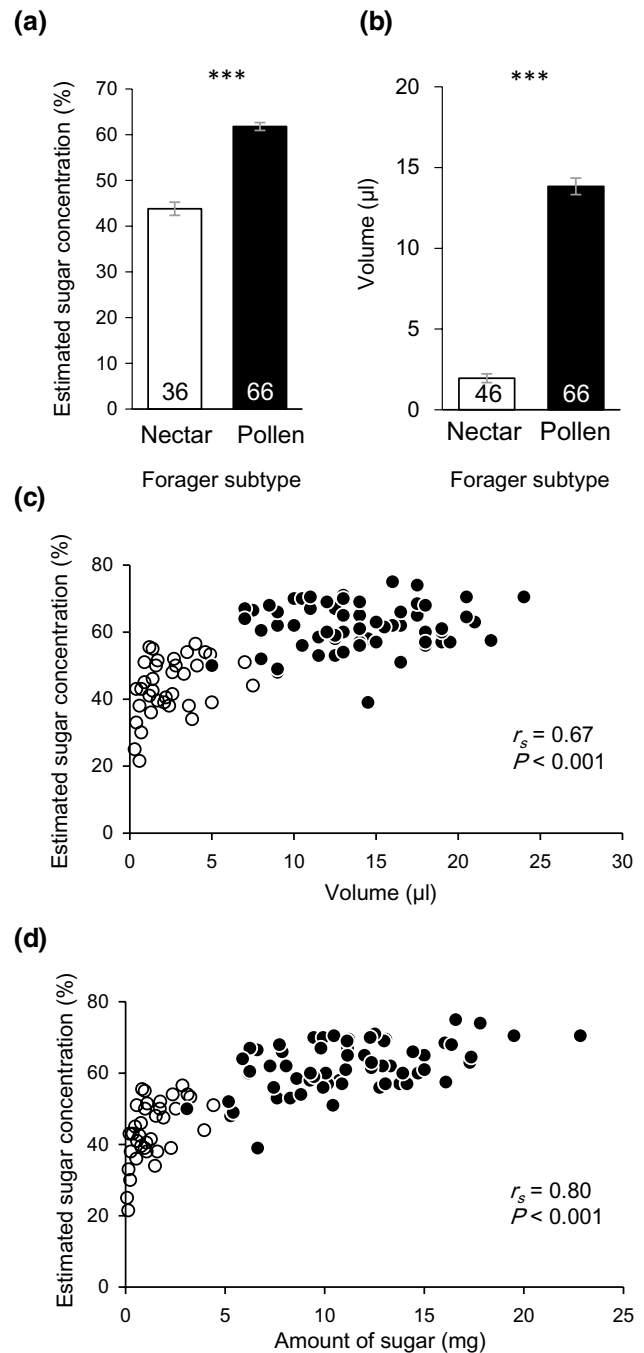 (a)
***
Estimated sugar concentration (%)
70
60
50
40
30
20
10
0
36
66
Nectar Pollen
Forager subtype
(b)
***
Volume (µl)
20
15
10
5
0
46
66
Nectar Pollen
Forager subtype
(c)
Estimated sugar concentration (%)
80
60
40
20
0
rs = 0.67
P < 0.001
0 5 10 15 20 25 30
Volume (µl)
(d)
Estimated sugar concentration (%)
80
60
40
20
0
rs = 0.80
P < 0.001
0 5 10 15 20 25
Amount of sugar (mg)